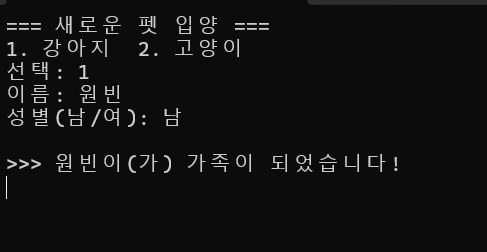 === 새로운 펫 입양 ===
1. 강아지  2. 고양이
선택: 1
이름: 원빈
성별(남/여): 남
>>> 원빈이(가) 가족이 되었습니다!